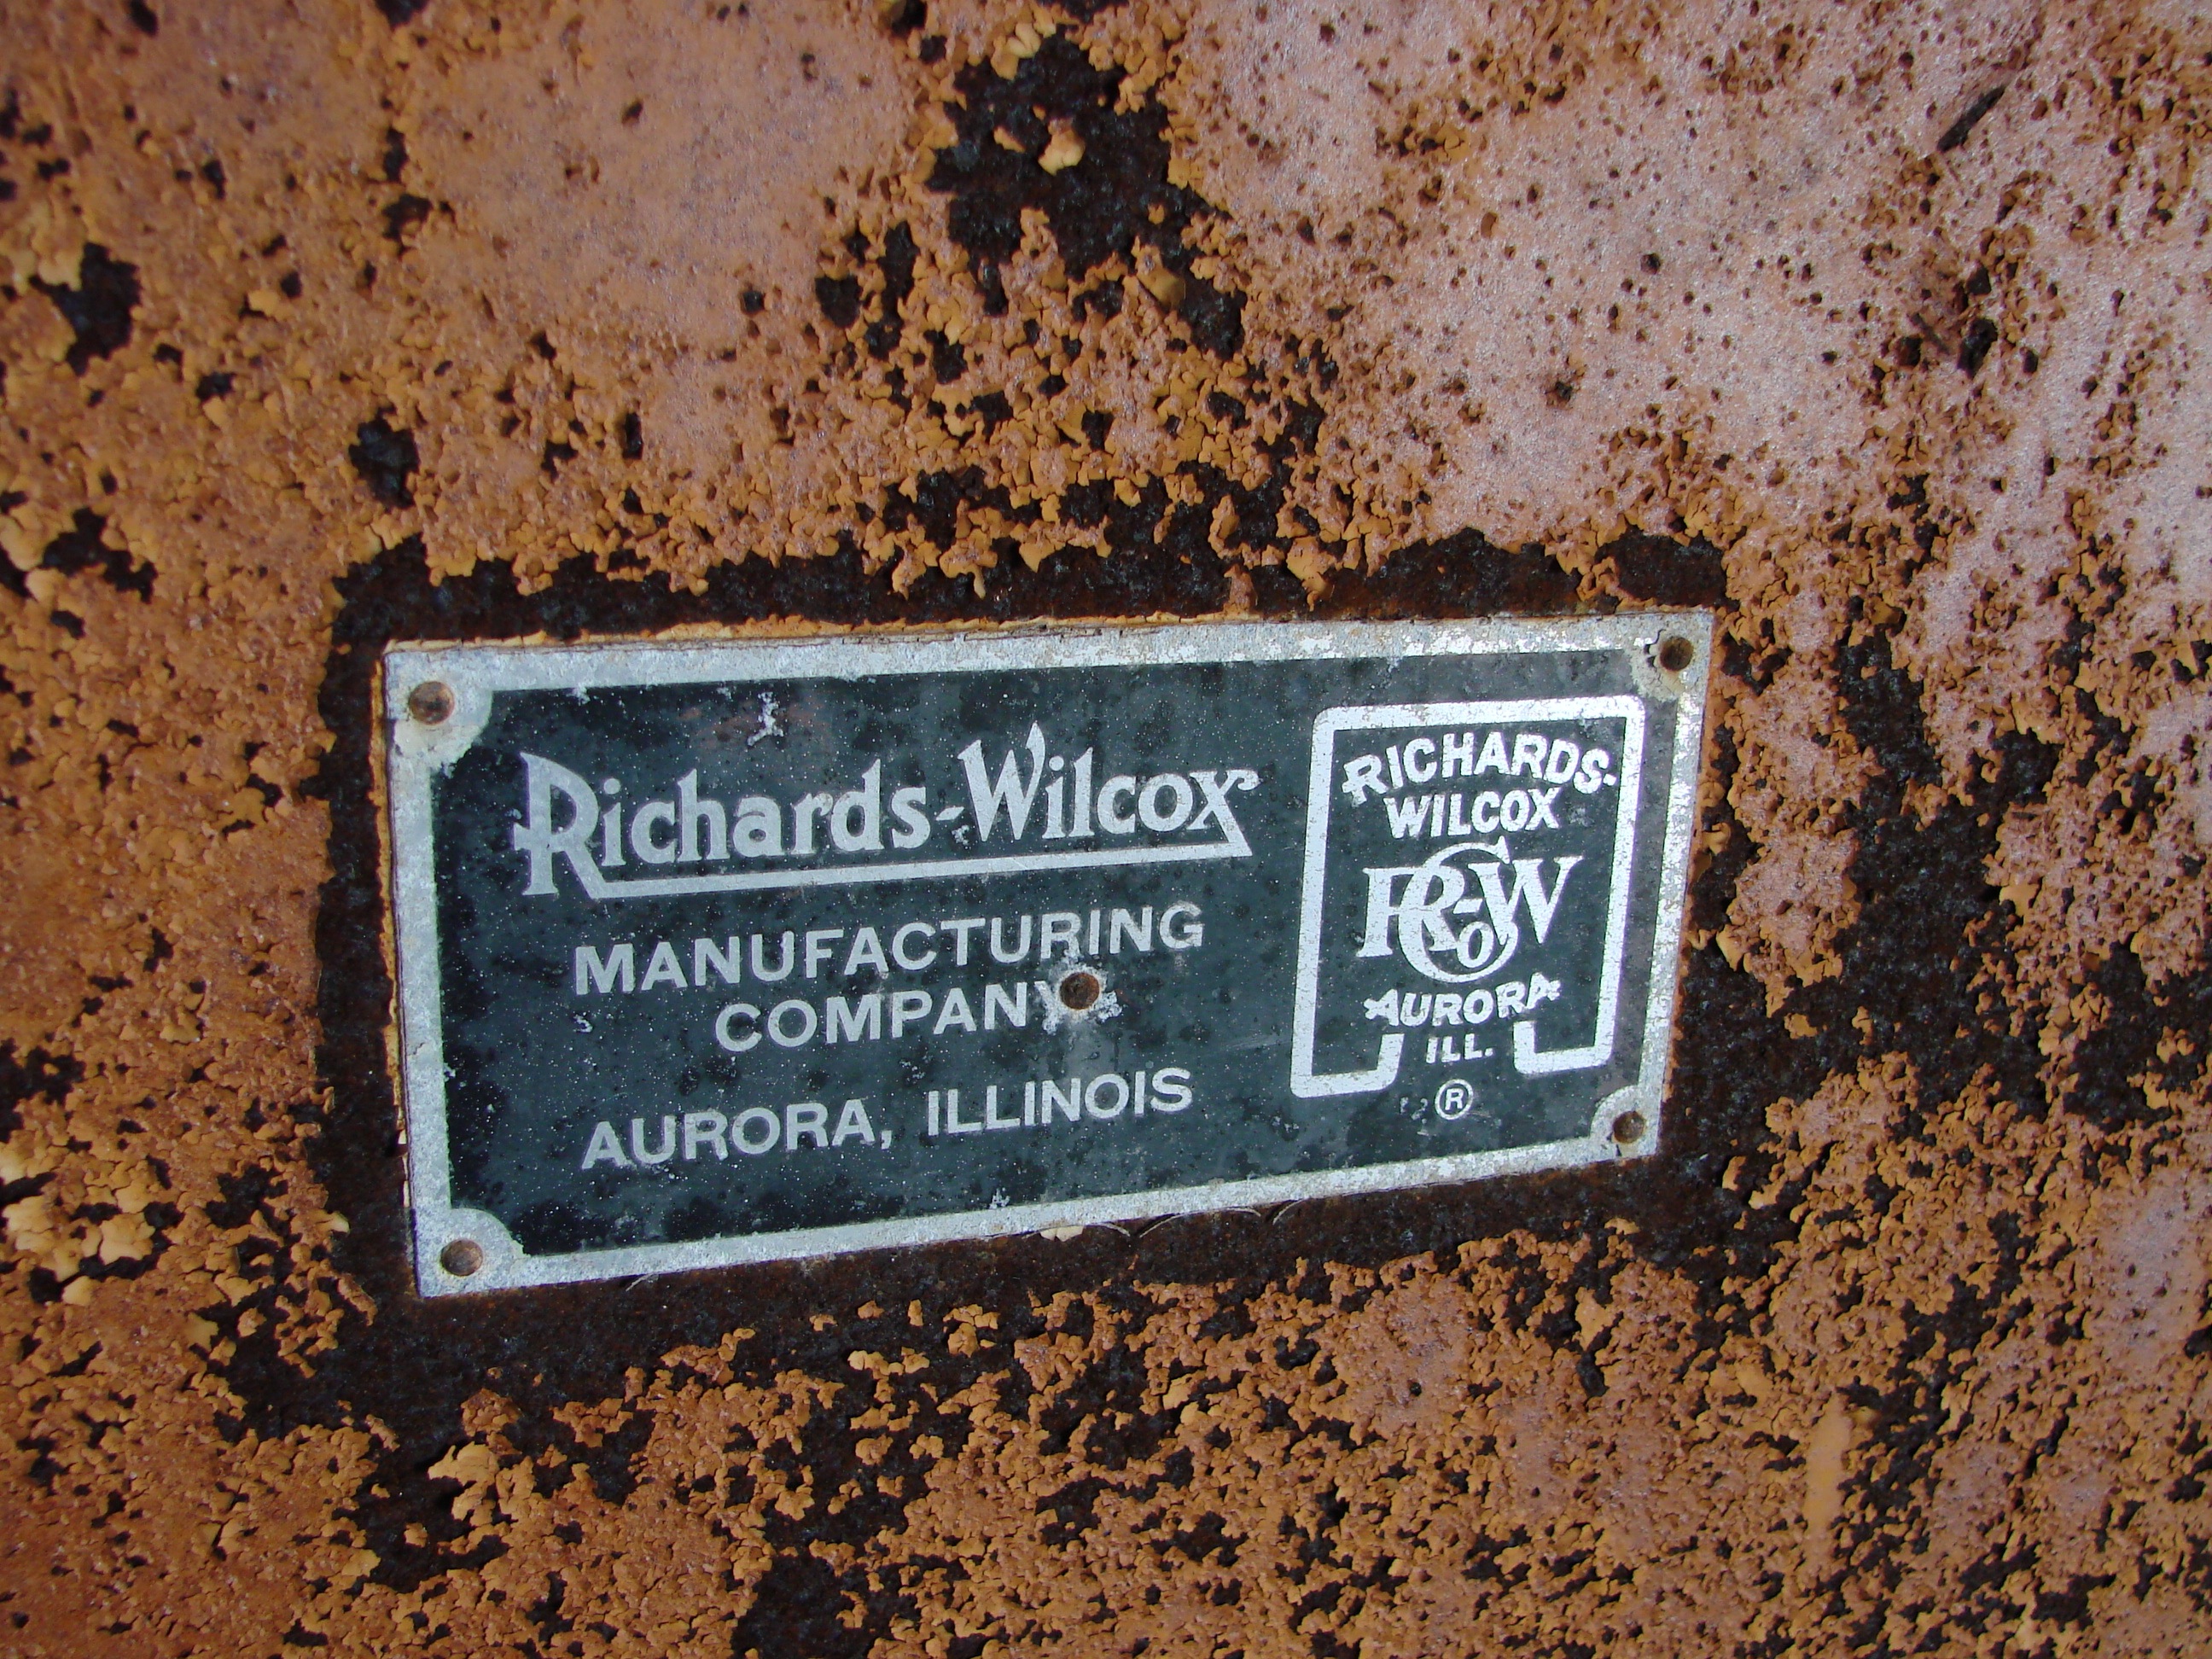 Richards-Wilcox
MANUFACTURING
COMPANY
AURORA, ILLINOIS
RICHARDS-
WILCOX
R-W
Co
AURORA
ILL.
®